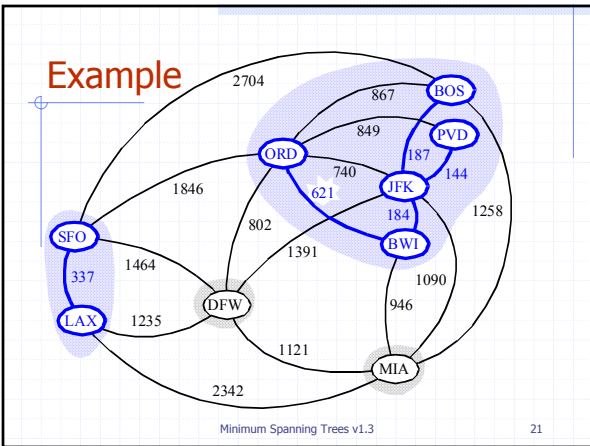 Example
2704
867
BOS
849
PVD
187
ORD
740
144
JFK
1846
621
184
1258
SFO
802
BWI
1391
1464
337
1090
DFW
946
LAX
1235
1121
MIA
2342
Minimum Spanning Trees v1.3
21